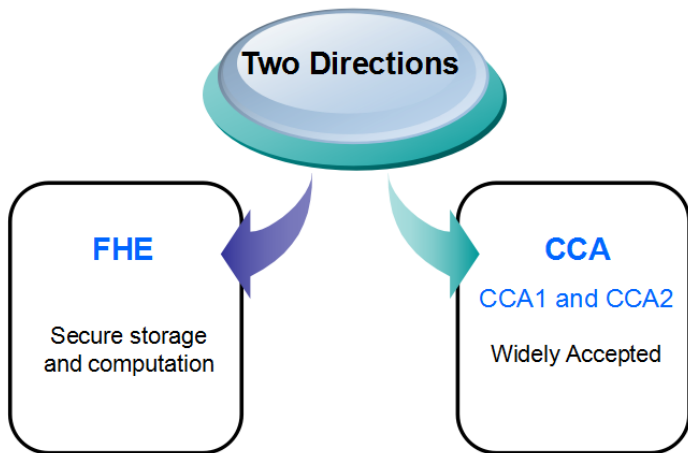 Two Directions
FHE
Secure storage
and computation
CCA
CCA1 and CCA2
Widely Accepted